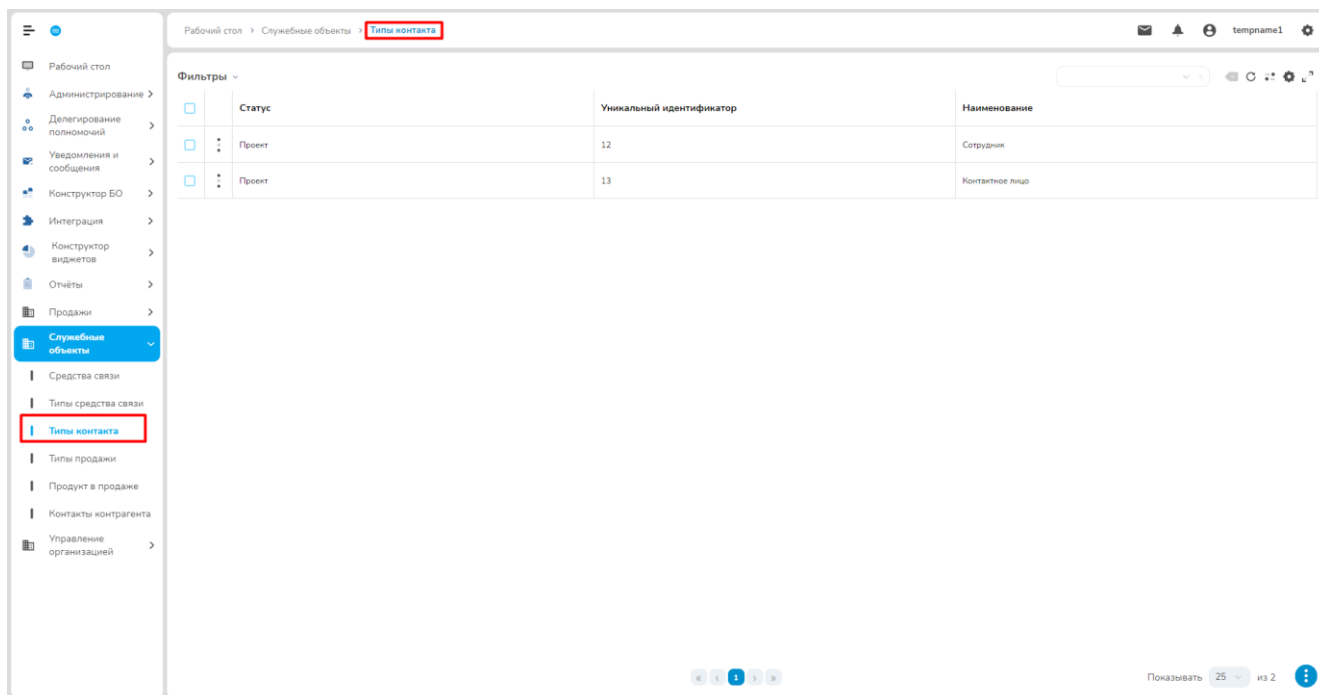 Рабочий стол > Служебные объекты > Типы контакта
tempname1
Рабочий стол
Администрирование
Делегирование
полномочий
Уведомления и
сообщения
Конструктор БО
Интеграция
Конструктор
виджетов
Отчёты
Продажи
Служебные
объекты
Средства связи
Типы средства связи
Типы контакта
Типы продажи
Продукт в продаже
Контакты контрагента
Управление
организацией
Фильтры
Статус Уникальный идентификатор Наименование
Проект 12 Сотрудник
Проект 13 Контактное лицо
« ‹ 1 › »
Показывать 25 из 2